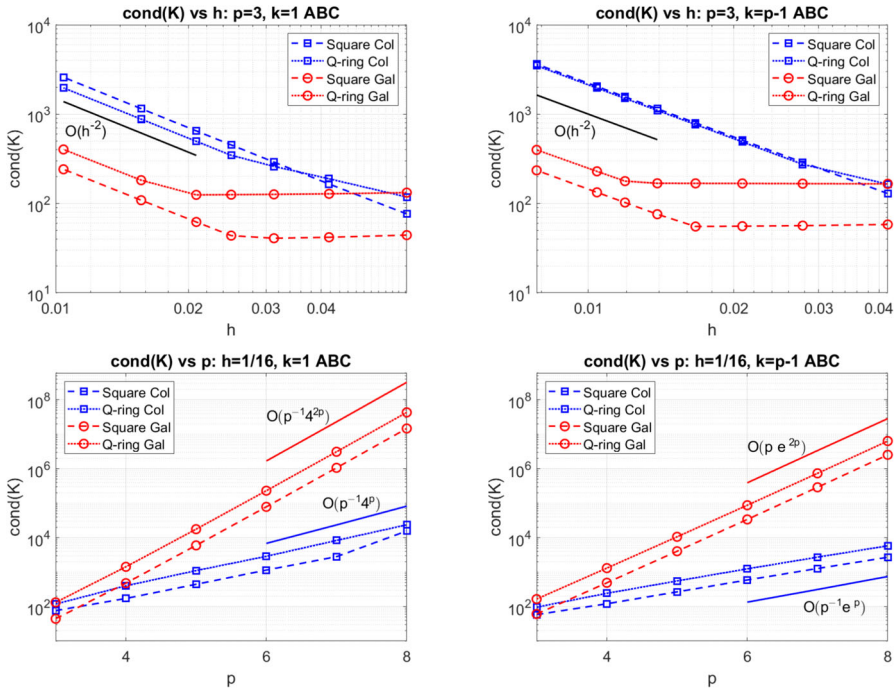 cond(K) vs h: p=3, k=1 ABC
10^4
10^3
10^2
10^1
cond(K)
Square Col
Q-ring Col
Square Gal
Q-ring Gal
O(h^-2)
0.01
0.02
0.03
0.04
h
cond(K) vs h: p=3, k=p-1 ABC
10^4
10^3
10^2
10^1
cond(K)
Square Col
Q-ring Col
Square Gal
Q-ring Gal
O(h^-2)
0.01
0.02
0.03
0.04
h
cond(K) vs p: h=1/16, k=1 ABC
10^8
10^6
10^4
10^2
cond(K)
Square Col
Q-ring Col
Square Gal
Q-ring Gal
O(p^-1 4^2p)
O(p^-1 4^p)
4
6
8
p
cond(K) vs p: h=1/16, k=p-1 ABC
10^8
10^6
10^4
10^2
cond(K)
Square Col
Q-ring Col
Square Gal
Q-ring Gal
O(p e^2p)
O(p^-1 e^p)
4
6
8
p